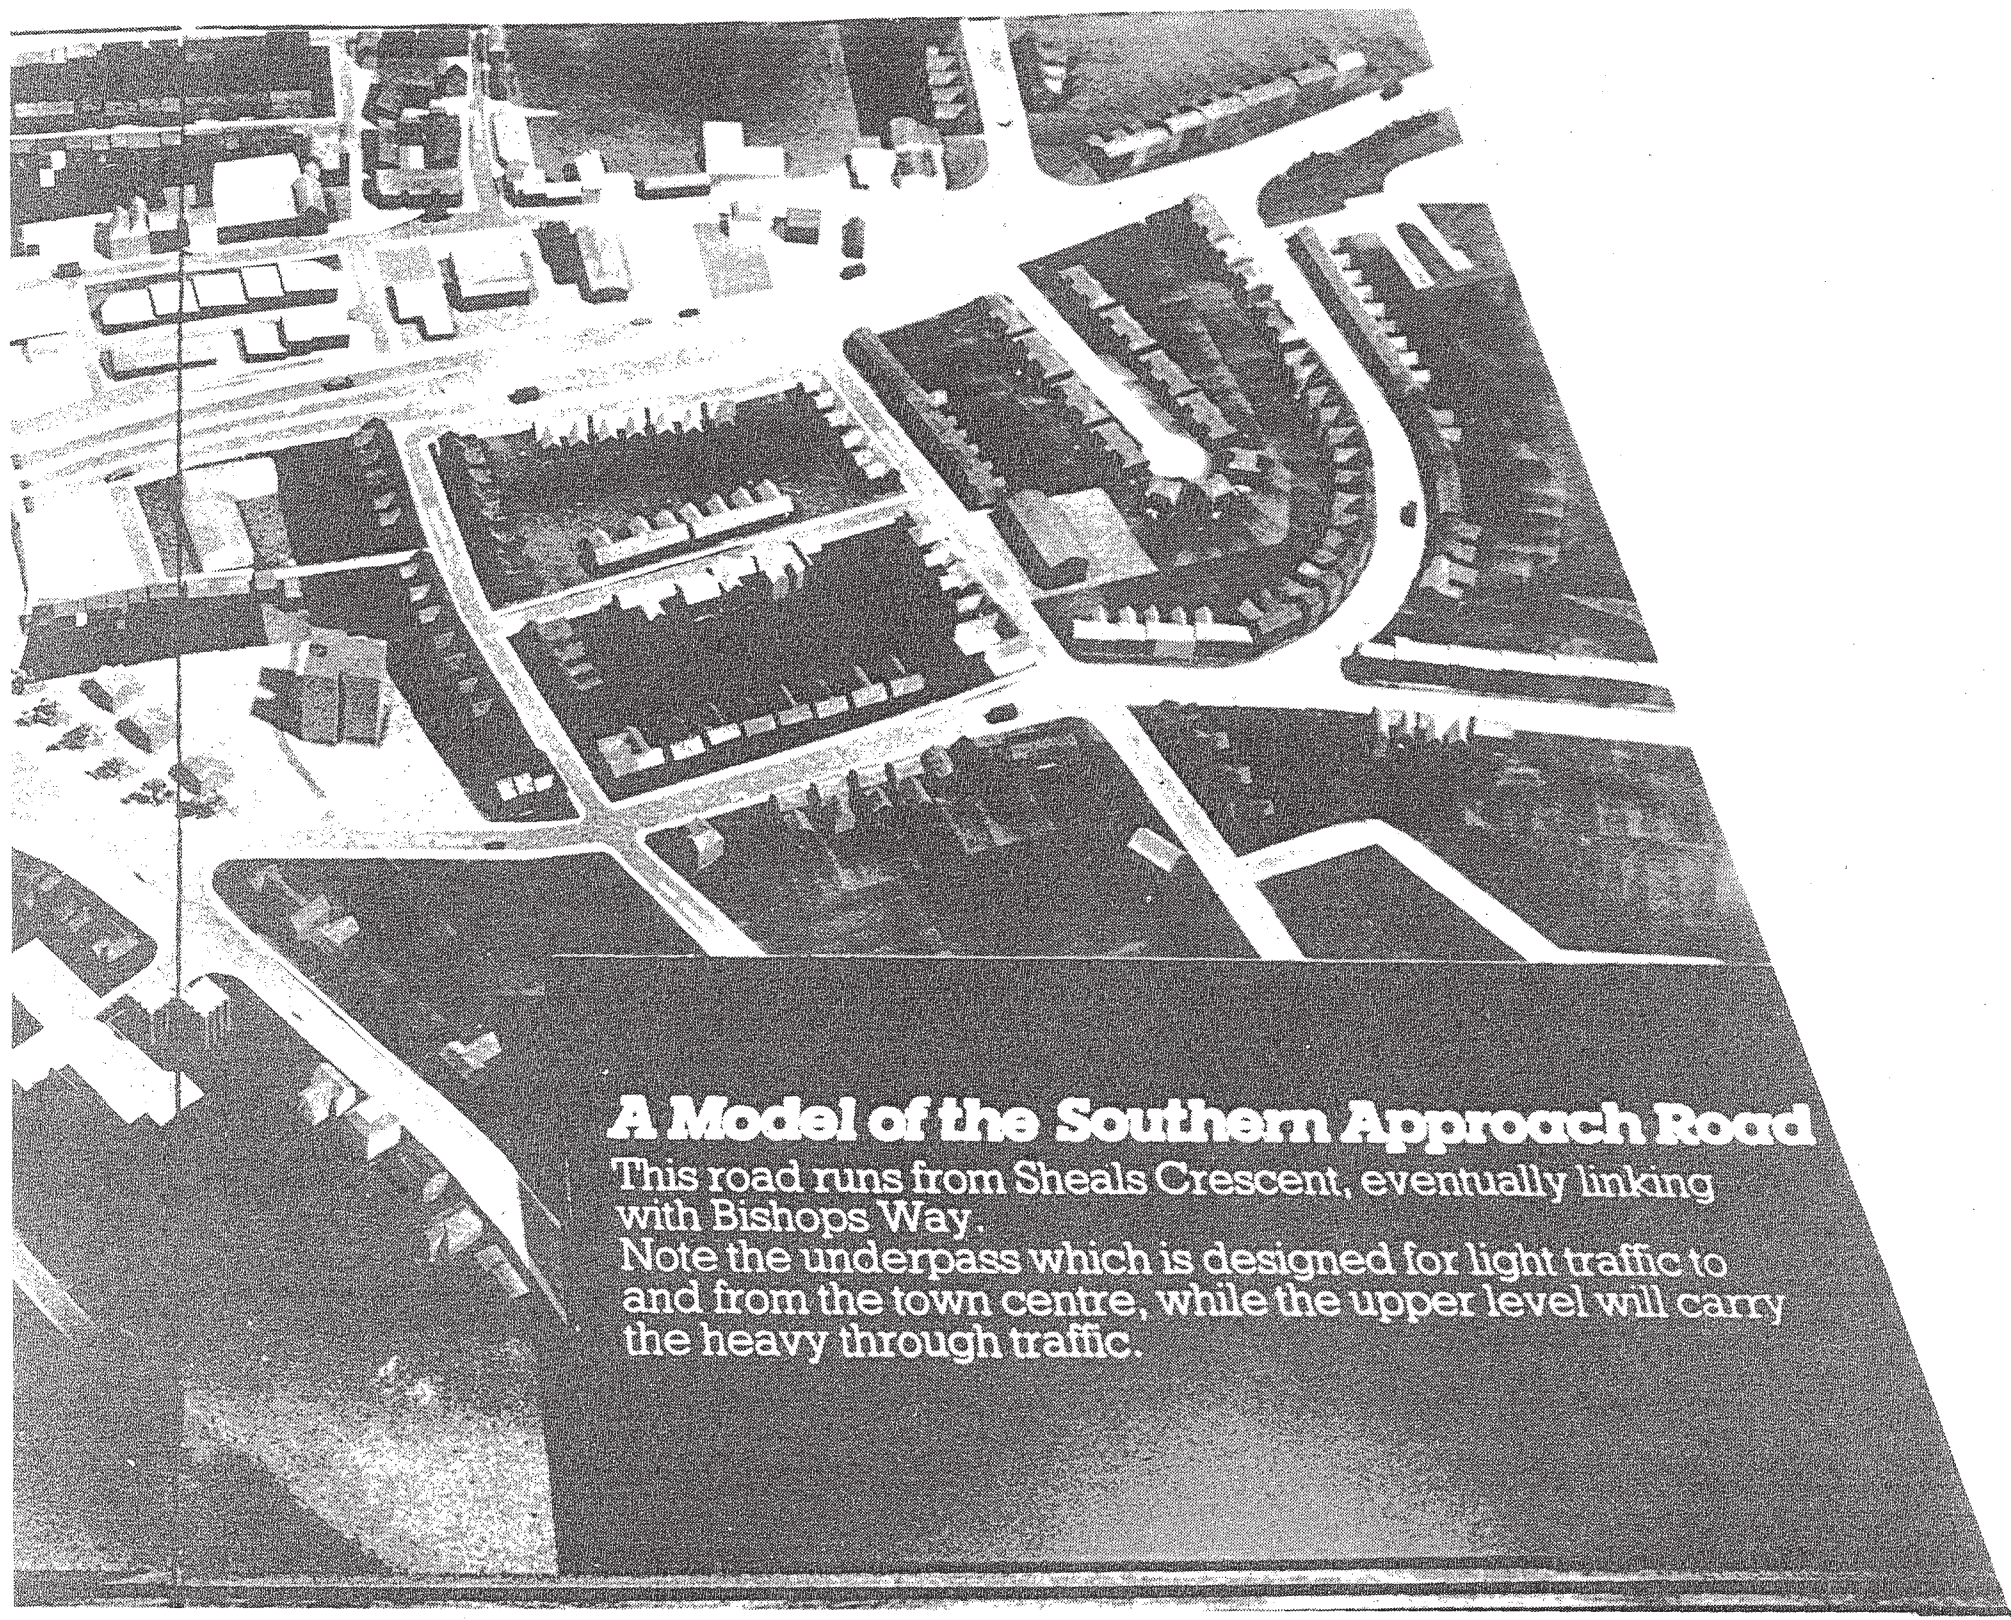 A Model of the Southern Approach Road
This road runs from Sheals Crescent, eventually linking
with Bishops Way.
Note the underpass which is designed for light traffic to
and from the town centre, while the upper level will carry
the heavy through traffic.